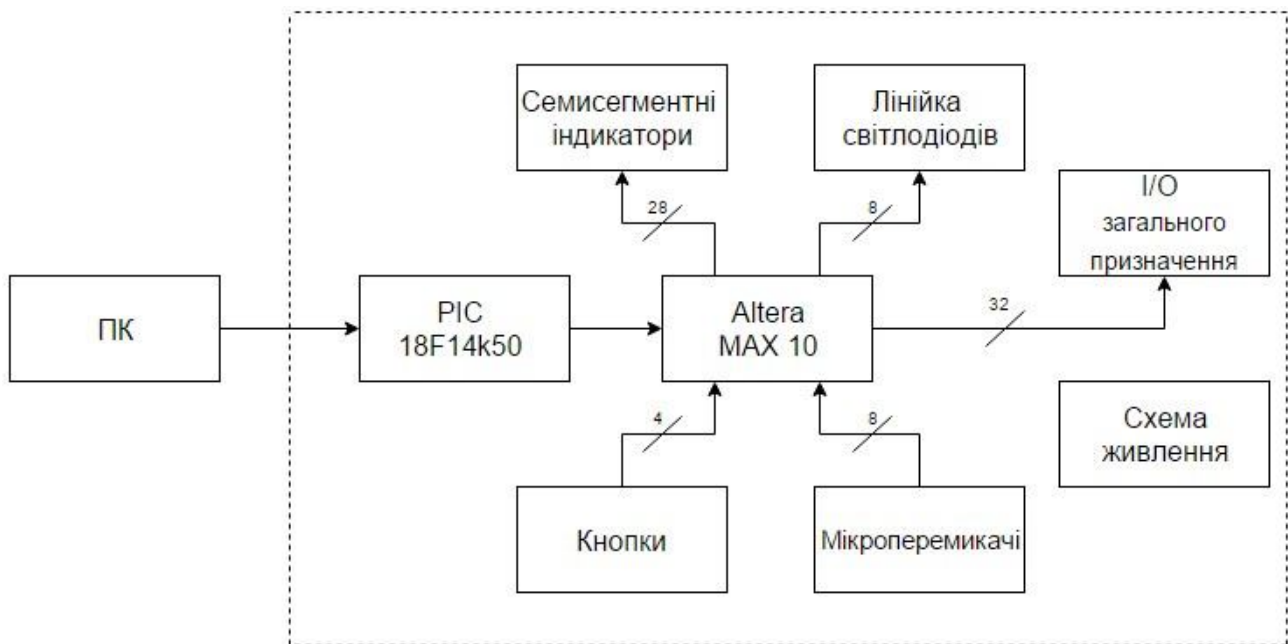 Семисегментні
індикатори
Лінійка
світлодіодів
28
8
I/O
загального
призначення
ПК
PIC
18F14k50
Altera
MAX 10
32
4
8
Схема
живлення
Кнопки
Мікроперемикачі